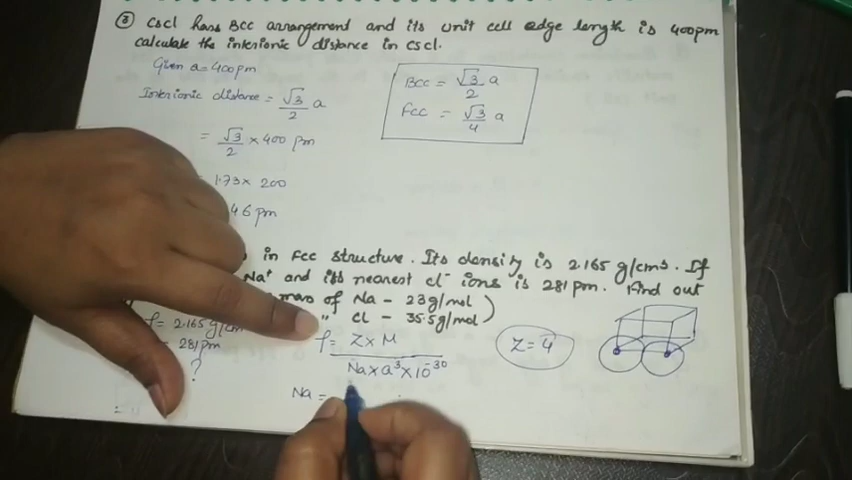 ③ CsCl has BCC arrangement and its unit cell edge length is 400pm
calculate the interionic distance in cscl.
Given a = 400pm
Interionic distance = √3/2 a
= √3/2 × 400 pm
= 1.73 × 200
46 pm
BCC = √3/2 a
FCC = √3/4 a
in FCC structure. Its density is 2.165 g/cm³. If
Na⁺ and its nearest cl⁻ ions is 281 pm. Find out
mass of Na - 23g/mol
" Cl - 35.5g/mol)
f = 2.165 g/cm
= 281 pm
?
f = Z × M / Na × a³ × 10⁻³⁰
Z = 4
Na =